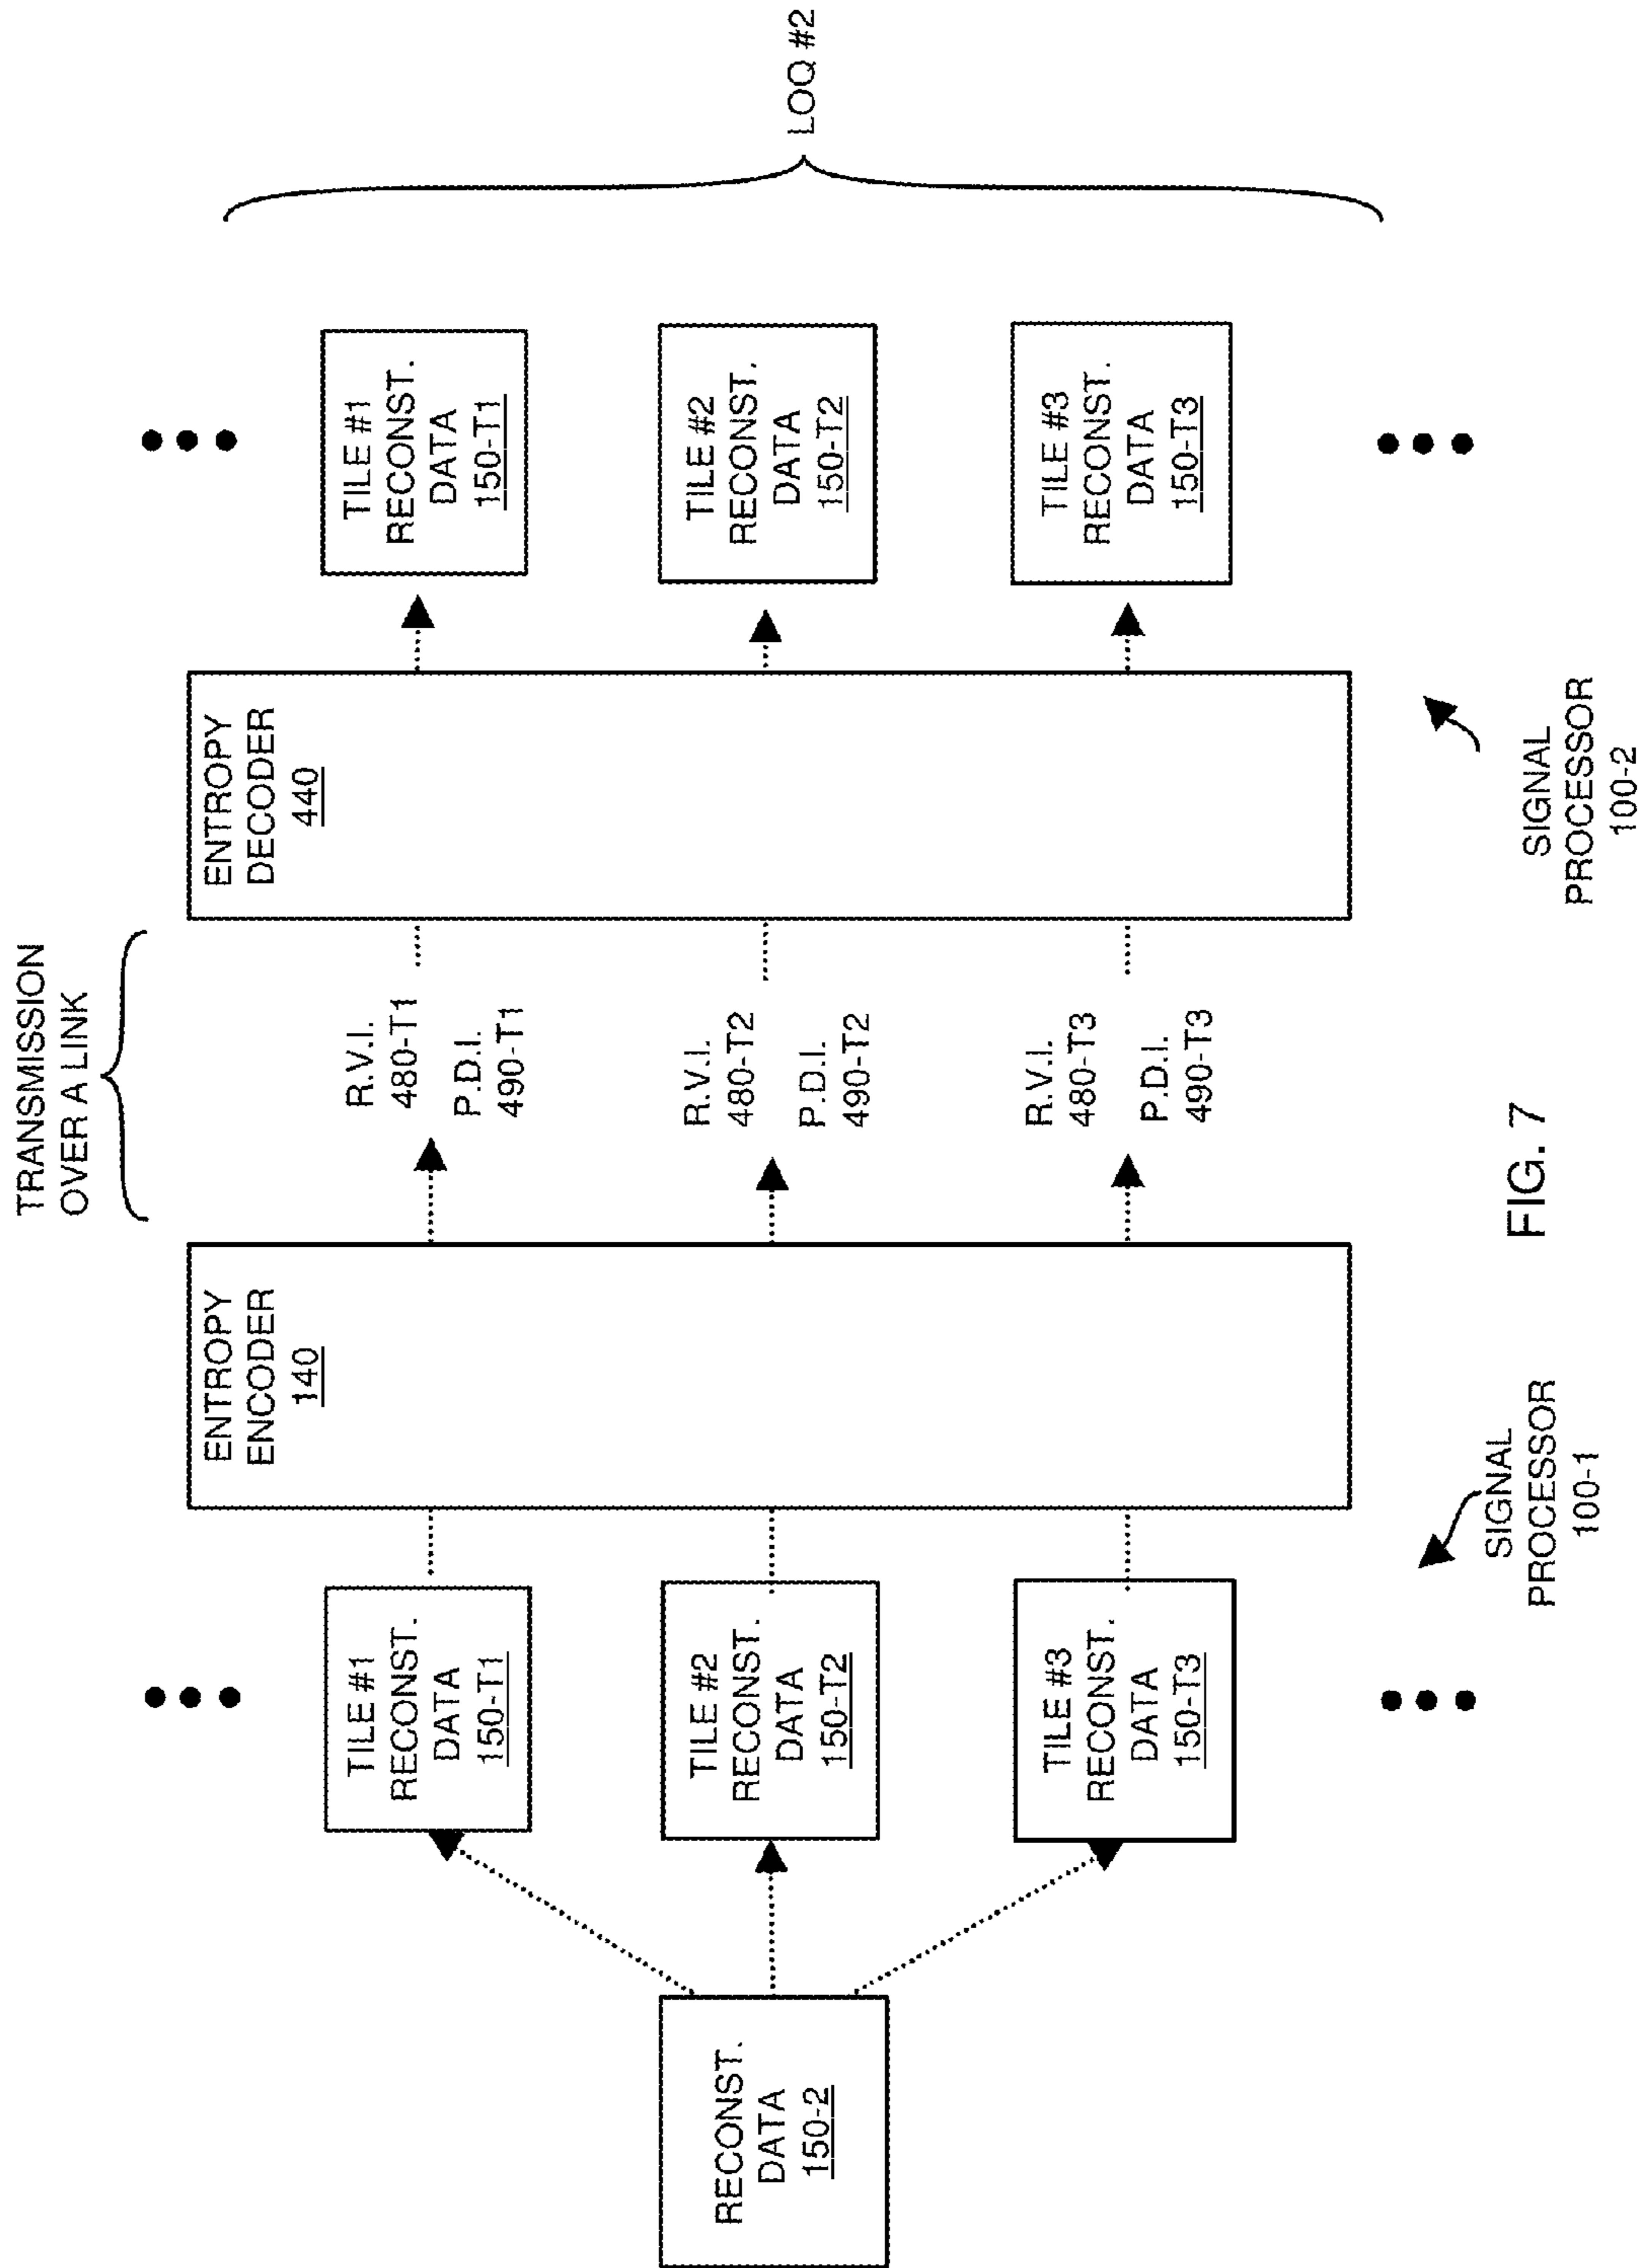 TRANSMISSION
OVER A LINK
RECONST.
DATA
150-2
TILE #1
RECONST.
DATA
150-T1
TILE #2
RECONST.
DATA
150-T2
TILE #3
RECONST.
DATA
150-T3
ENTROPY
ENCODER
140
R.V.I.
480-T1
P.D.I.
490-T1
R.V.I.
480-T2
P.D.I.
490-T2
R.V.I.
480-T3
P.D.I.
490-T3
ENTROPY
DECODER
440
TILE #1
RECONST.
DATA
150-T1
TILE #2
RECONST.
DATA
150-T2
TILE #3
RECONST.
DATA
150-T3
LOQ #2
SIGNAL
PROCESSOR
100-1
SIGNAL
PROCESSOR
100-2
FIG. 7